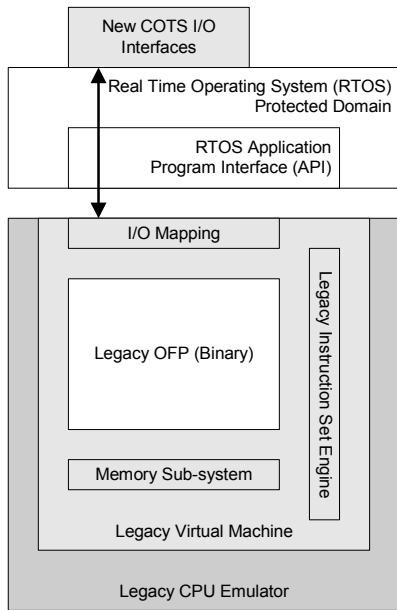 New COTS I/O
Interfaces
Real Time Operating System (RTOS)
Protected Domain
RTOS Application
Program Interface (API)
I/O Mapping
Legacy Instruction Set Engine
Legacy OFP (Binary)
Memory Sub-system
Legacy Virtual Machine
Legacy CPU Emulator